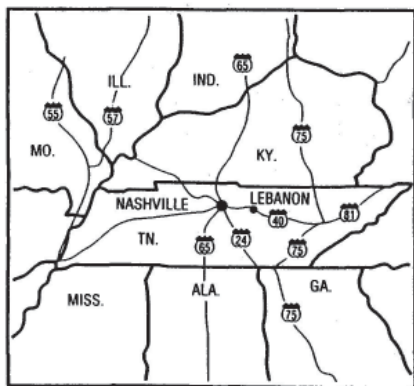 65
ILL.
IND.
55
57
75
MO.
KY.
NASHVILLE
LEBANON
40
81
TN.
65
24
75
MISS.
ALA.
GA.
75